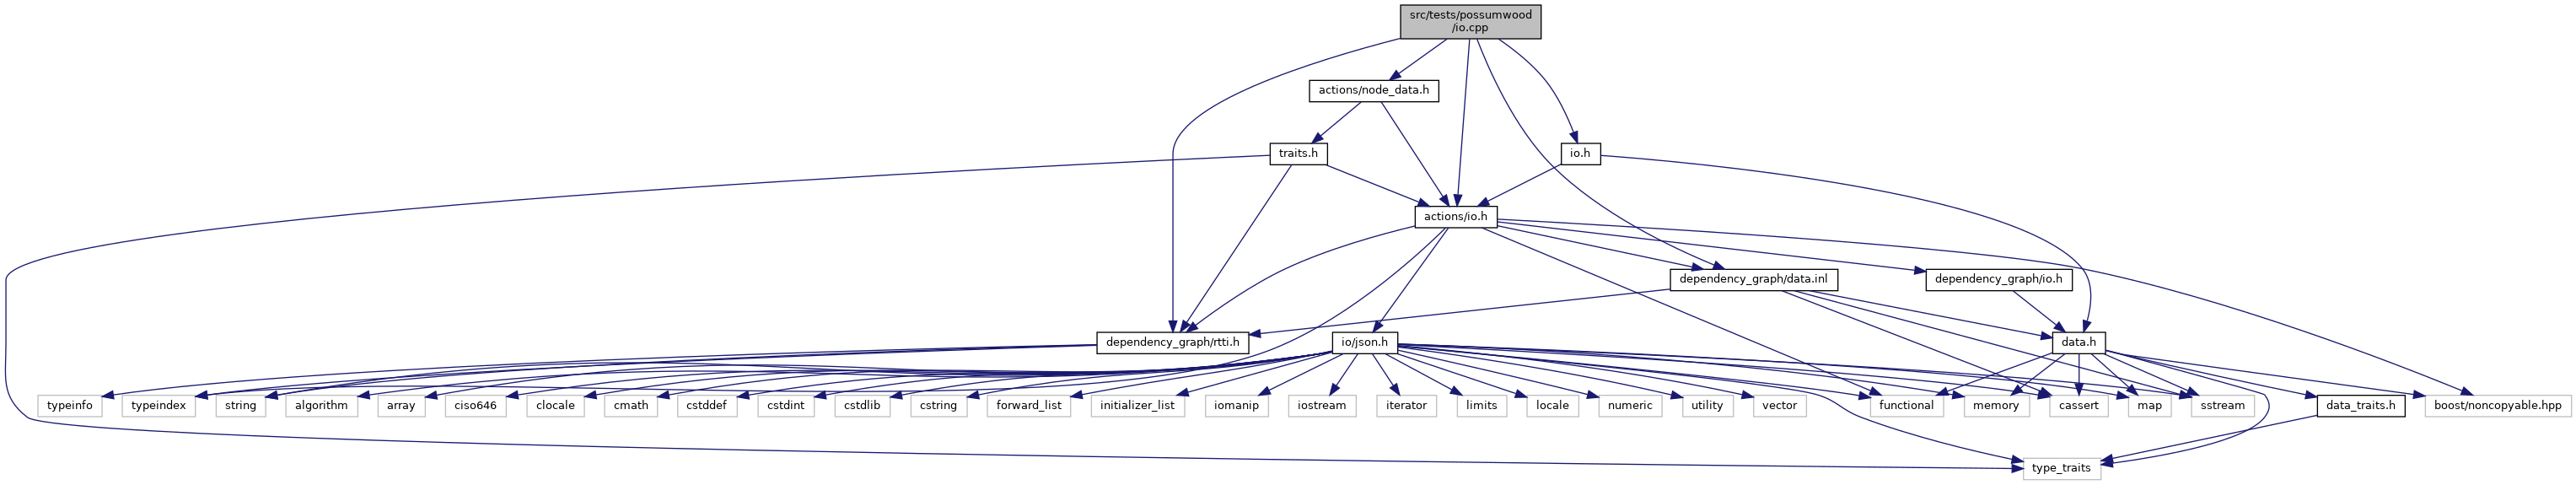 src/tests/possumwood
/io.cpp
actions/node_data.h
traits.h
io.h
actions/io.h
dependency_graph/data.inl
dependency_graph/io.h
dependency_graph/rtti.h
io/json.h
data.h
typeinfo
typeindex
string
algorithm
array
ciso646
clocale
cmath
cstddef
cstdint
cstdlib
cstring
forward_list
initializer_list
iomanip
iostream
iterator
limits
locale
numeric
utility
vector
functional
memory
cassert
map
sstream
data_traits.h
boost/noncopyable.hpp
type_traits